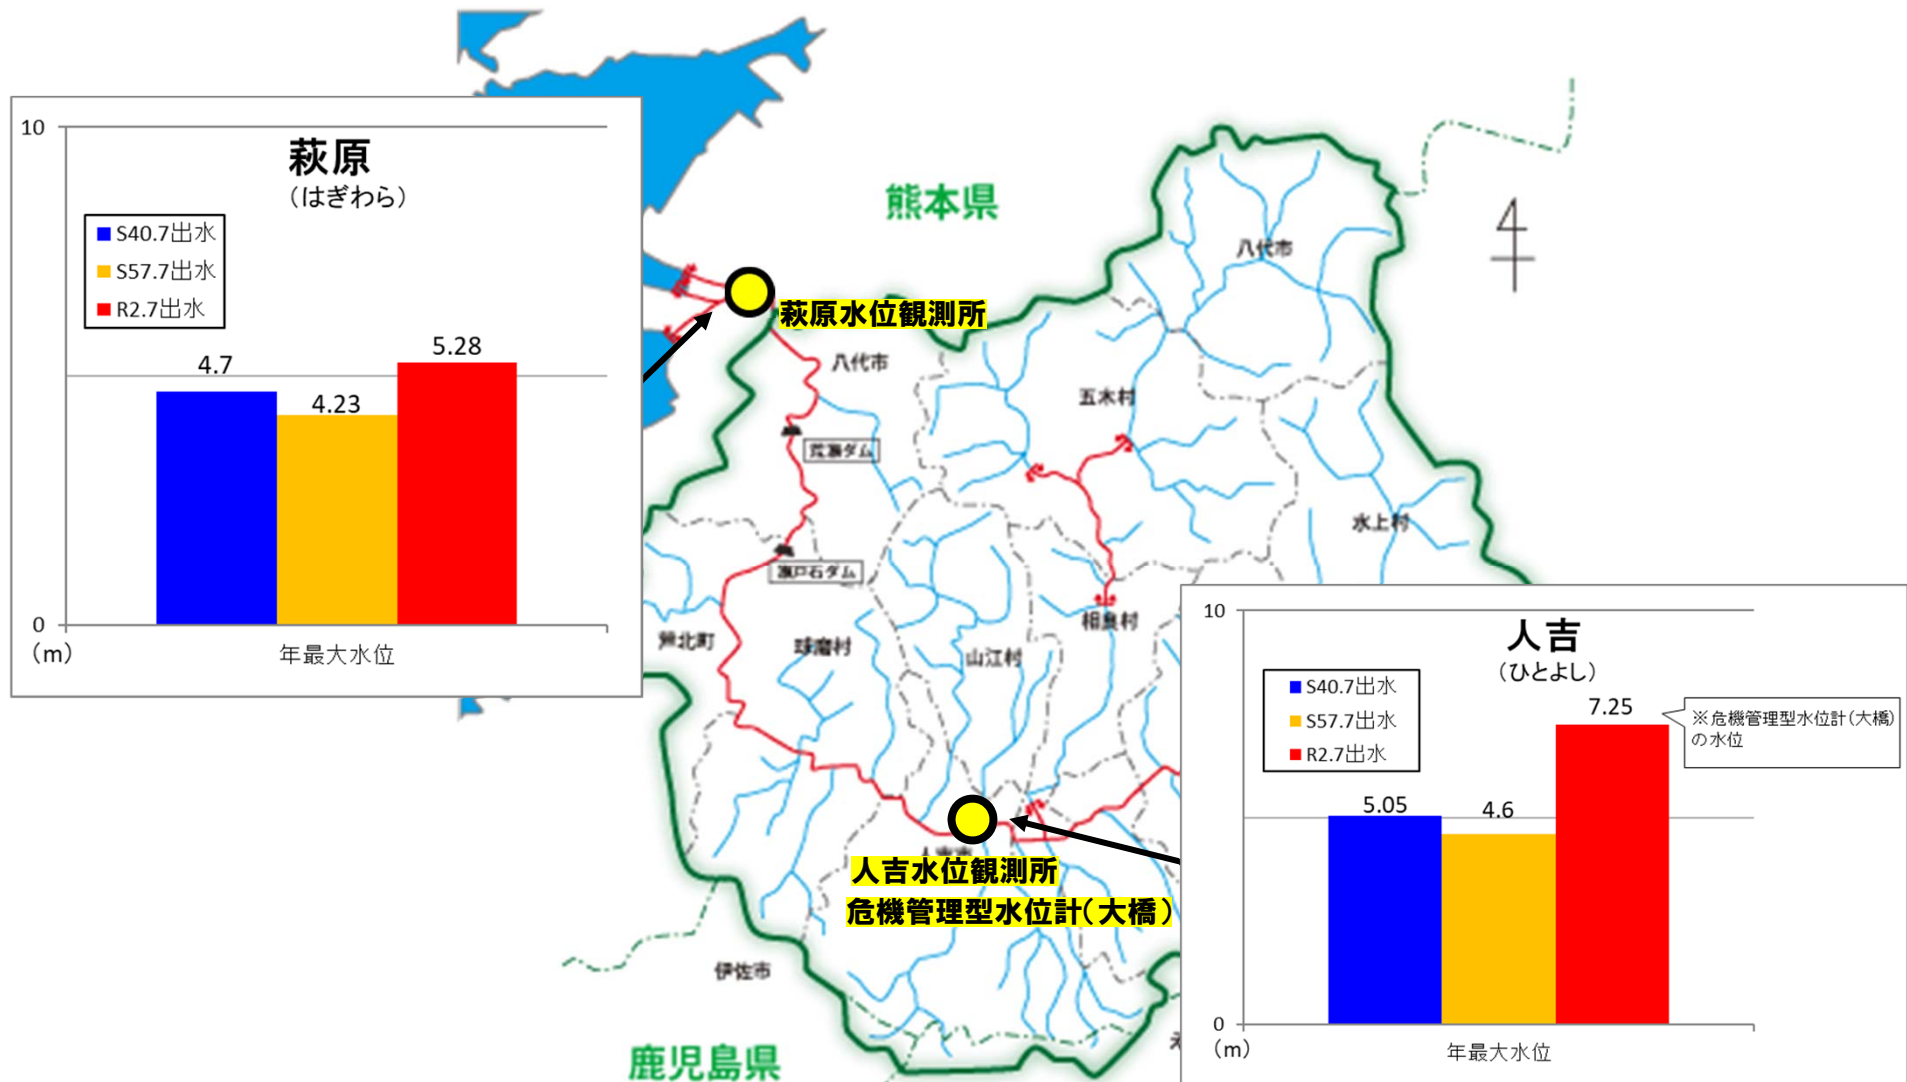 10
萩原
(はぎわら)
S40.7出水
S57.7出水
R2.7出水
4.7
4.23
5.28
0
(m)
年最大水位
熊本県
八代市
萩原水位観測所
八代市
五木村
荒瀬ダム
水上村
瀬戸石ダム
相良村
芦北町
球磨村
山江村
人吉水位観測所
危機管理型水位計(大橋)
伊佐市
鹿児島県
10
人吉
(ひとよし)
S40.7出水
S57.7出水
R2.7出水
5.05
4.6
7.25
※危機管理型水位計(大橋)
の水位
0
(m)
年最大水位